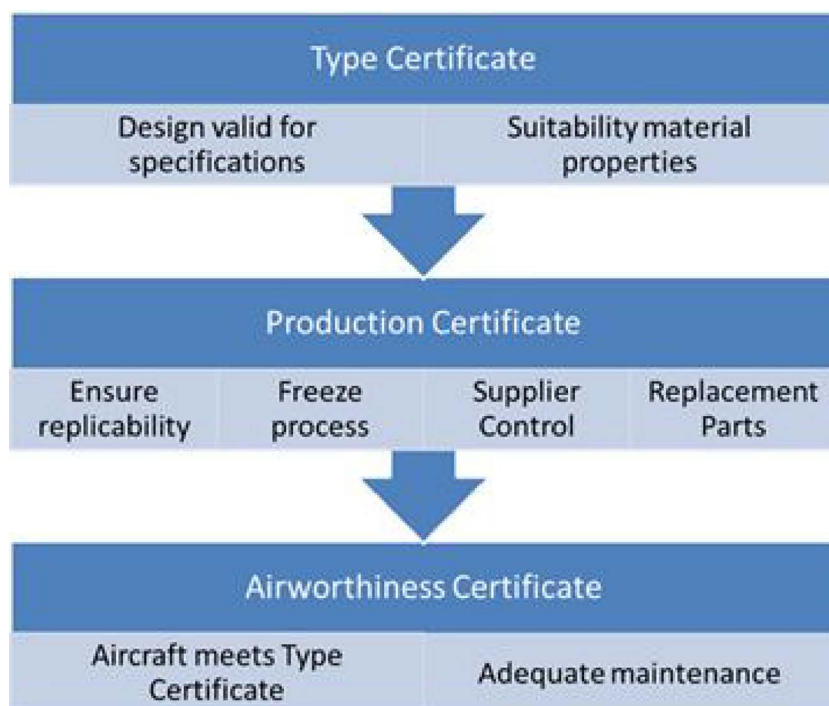 Type Certificate
Design valid for
specifications
Suitability material
properties
Production Certificate
Ensure
replicability
Freeze
process
Supplier
Control
Replacement
Parts
Airworthiness Certificate
Aircraft meets Type
Certificate
Adequate maintenance